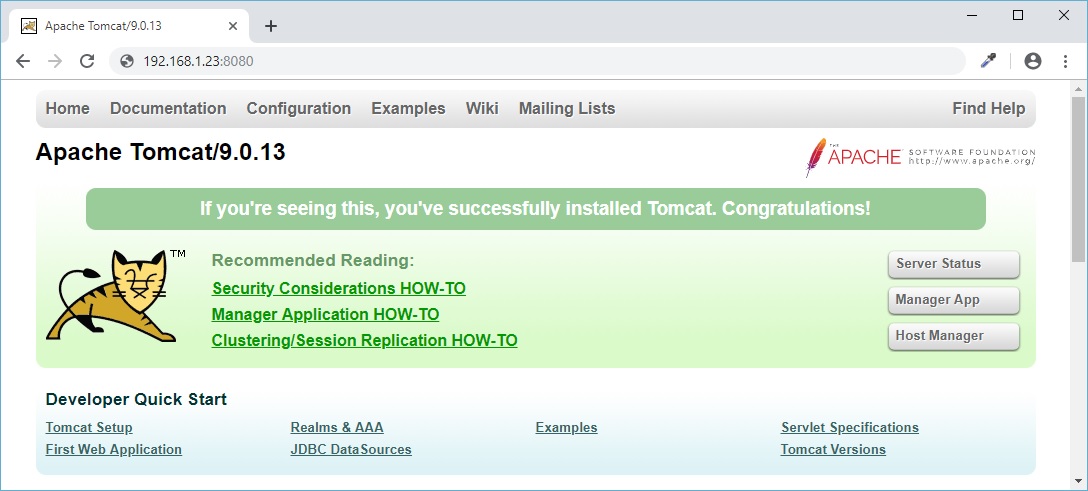 Apache Tomcat/9.0.13
192.168.1.23:8080
Home Documentation Configuration Examples Wiki Mailing Lists Find Help
Apache Tomcat/9.0.13
THE APACHE SOFTWARE FOUNDATION
http://www.apache.org/
If you're seeing this, you've successfully installed Tomcat. Congratulations!
TM
Recommended Reading:
Security Considerations HOW-TO
Manager Application HOW-TO
Clustering/Session Replication HOW-TO
Server Status
Manager App
Host Manager
Developer Quick Start
Tomcat Setup Realms & AAA Examples Servlet Specifications
First Web Application JDBC DataSources Tomcat Versions